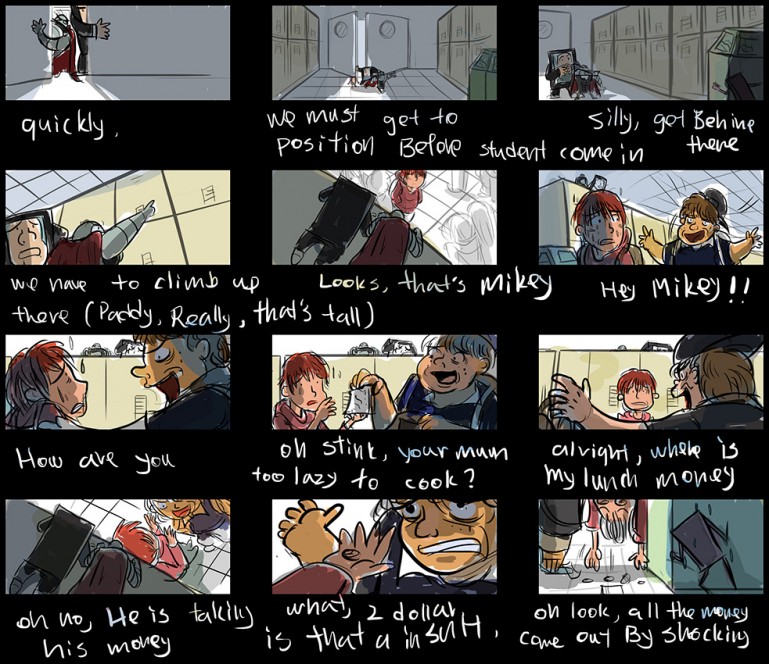 quickly,
we must get to
position Before student come in
silly, get Behine
there
we have to climb up
there (Paddy, Really, that's tall)
Looks, that's Mikey
Hey Mikey!!
How are you
oh stink, your mum
too lazy to cook?
alright, where is
my lunch money
oh no, He is taking
his money
what, 2 dollar
is that a insult,
oh look, all the money
come out By shocking